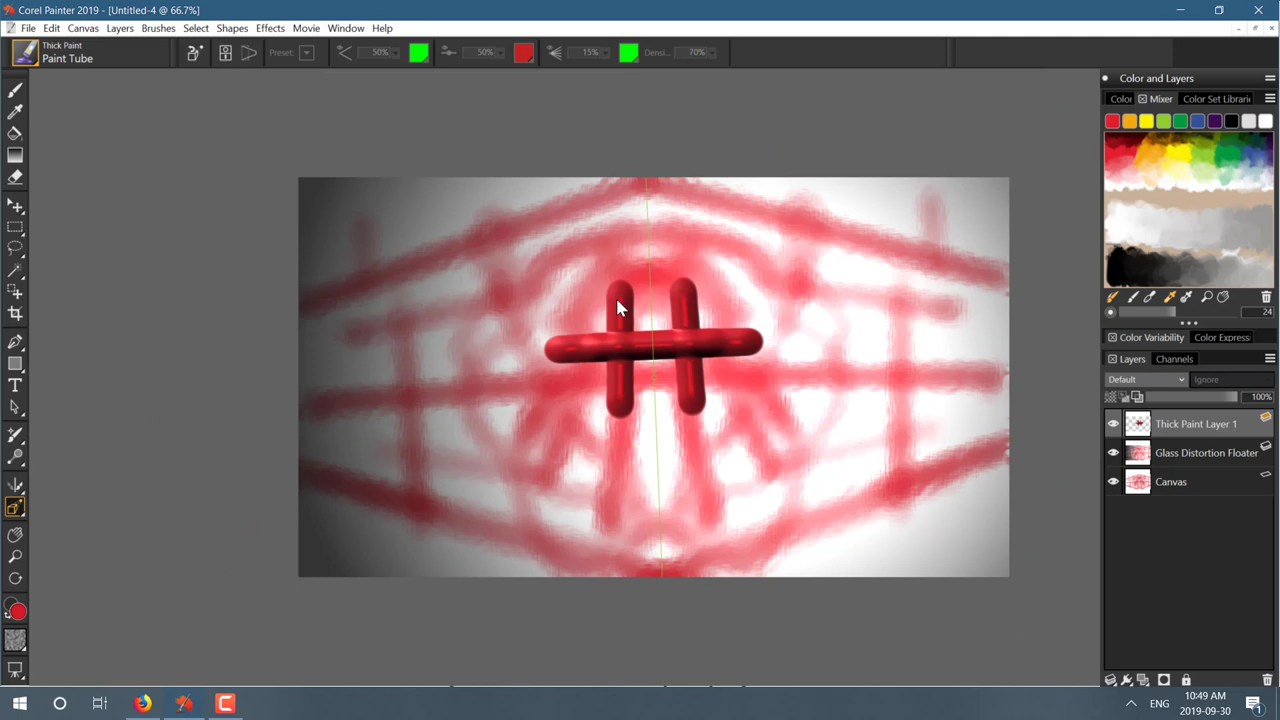 Corel Painter 2019 - [Untitled-4 @ 66.7%]
File Edit Canvas Layers Brushes Select Shapes Effects Movie Window Help
Thick Paint
Paint Tube
Preset: 50% 50% 15% Densi... 70%
Color and Layers
Color Mixer Color Set Librarie
24
Color Variability Color Expressi
Layers Channels
Default Ignore
100%
Thick Paint Layer 1
Glass Distortion Floater
Canvas
T
ENG
10:49 AM
2019-09-30
1